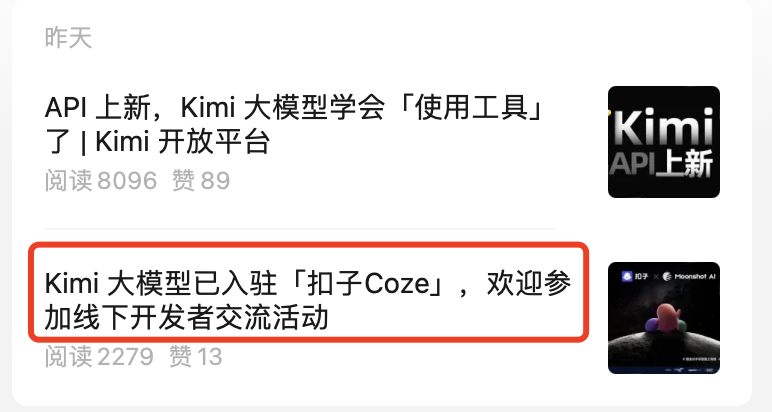 昨天
API 上新，Kimi 大模型学会「使用工具」
了 | Kimi 开放平台
阅读 8096 赞 89
Kimi
API上新
Kimi 大模型已入驻「扣子Coze」，欢迎参
加线下开发者交流活动
阅读 2279 赞 13
扣子 × Moonshot AI